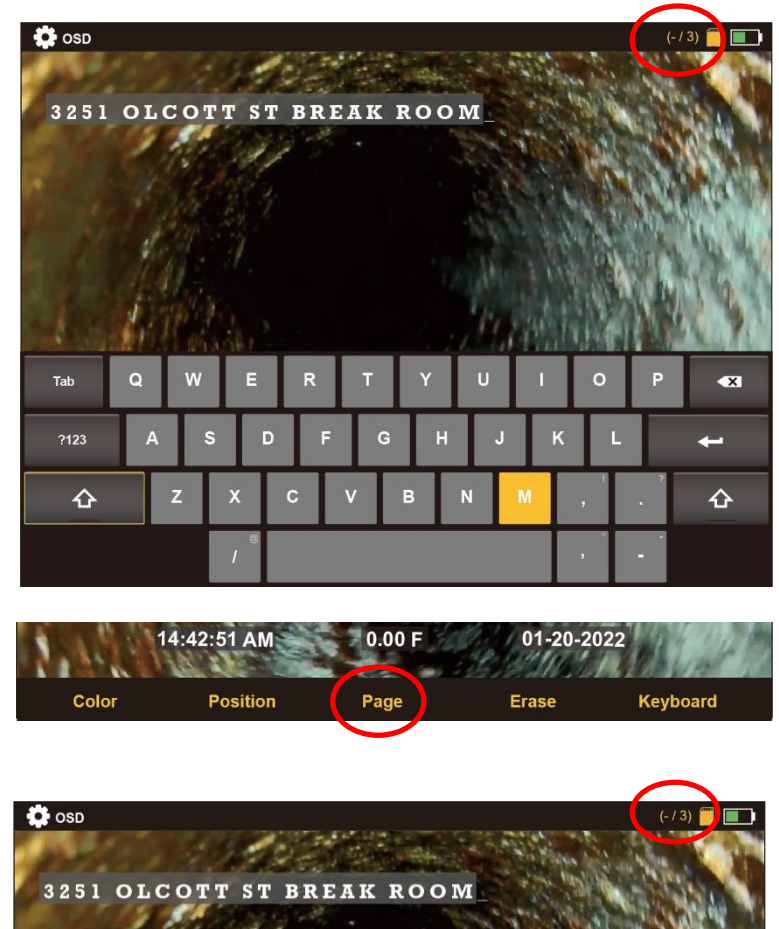 OSD (- / 3)
3251 OLCOTT ST BREAK ROOM_
Tab Q W E R T Y U I O P
?123 A S D F G H J K L
Z X C V B N M , ! . ?
/ @ , " - -
14:42:51 AM 0.00 F 01-20-2022
Color Position Page Erase Keyboard
OSD (- / 3)
3251 OLCOTT ST BREAK ROOM_